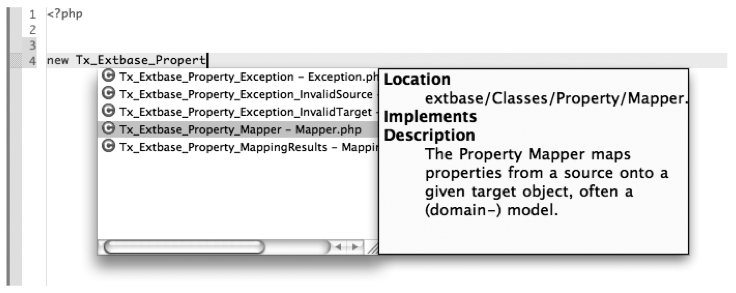 1 <?php
2
3
4 new Tx_Extbase_Propert
Tx_Extbase_Property_Exception – Exception.ph
Tx_Extbase_Property_Exception_InvalidSource
Tx_Extbase_Property_Exception_InvalidTarget
Tx_Extbase_Property_Mapper – Mapper.php
Tx_Extbase_Property_MappingResults – Mappin
Location
extbase/Classes/Property/Mapper.
Implements
Description
The Property Mapper maps
properties from a source onto a
given target object, often a
(domain–) model.